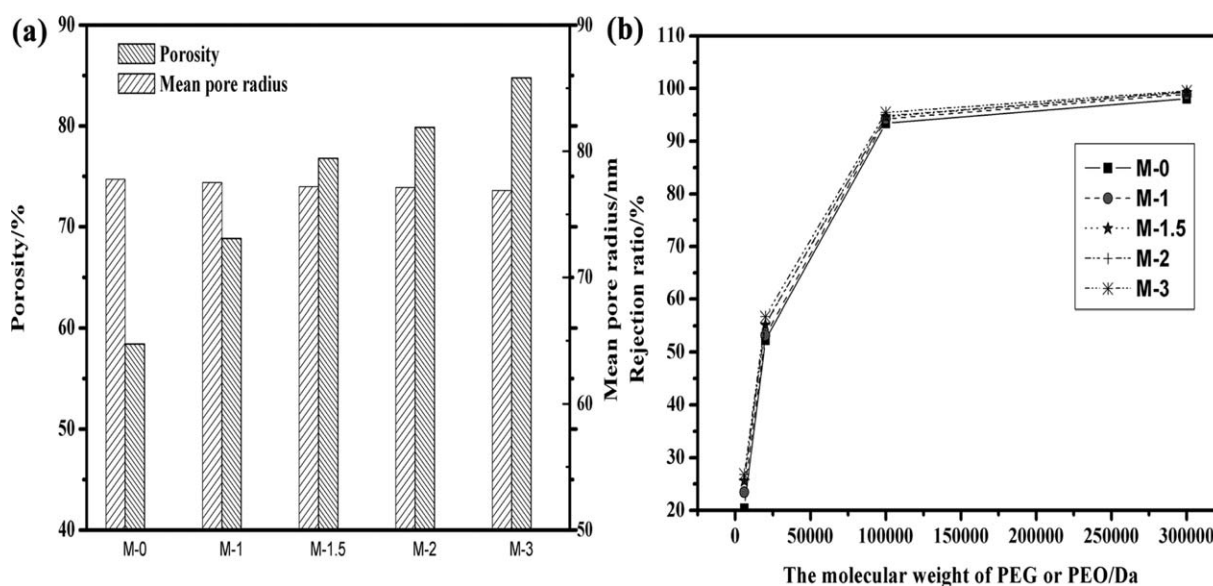 (a)
Porosity
Mean pore radius
Porosity/%
90
80
70
60
50
40
M-0 M-1 M-1.5 M-2 M-3
90
80
70
60
50
Mean pore radius/nm
(b)
Rejection ratio/%
110
100
90
80
70
60
50
40
30
20
M-0
M-1
M-1.5
M-2
M-3
0 50000 100000 150000 200000 250000 300000
The molecular weight of PEG or PEO/Da